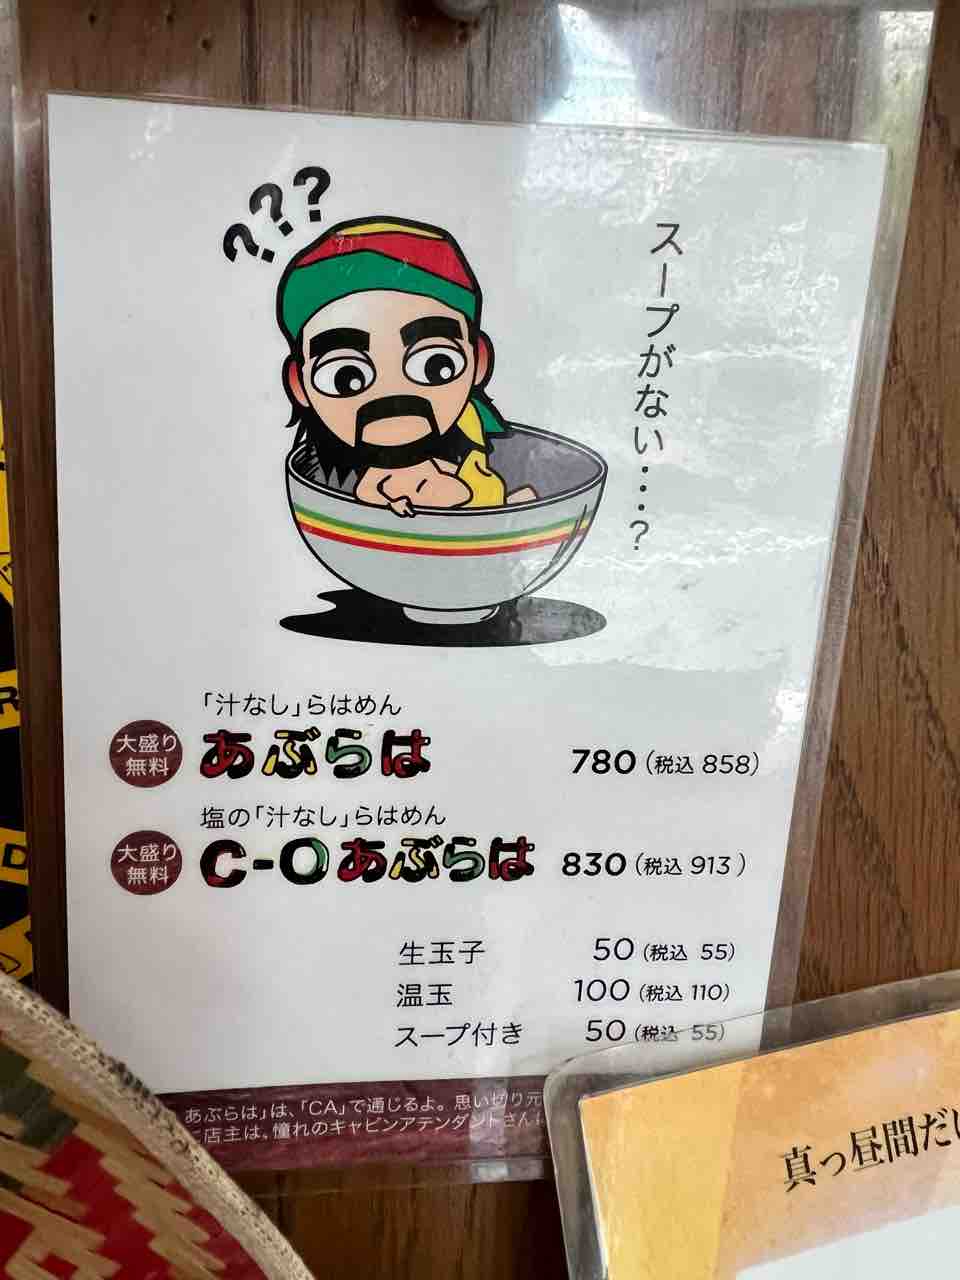 ???
スープがない・・・?
「汁なし」らはめん
大盛り
無料
あぶらは 780(税込 858)
塩の「汁なし」らはめん
大盛り
無料
C-Oあぶらは 830(税込 913)
生玉子 50(税込 55)
温玉 100(税込 110)
スープ付き 50(税込 55)
あぶらは」は、「CA」で通じるよ。思い切り元
店主は、憧れのキャビンアテンダントさん
真っ昼間だけ
R
D